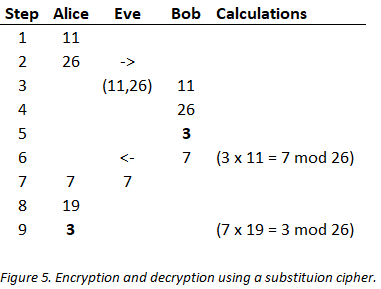 Step Alice Eve Bob Calculations
1 11
2 26 ->
3 (11,26) 11
4 26
5 3
6 <- 7 (3 x 11 = 7 mod 26)
7 7 7
8 19
9 3 (7 x 19 = 3 mod 26)
Figure 5. Encryption and decryption using a substituion cipher.